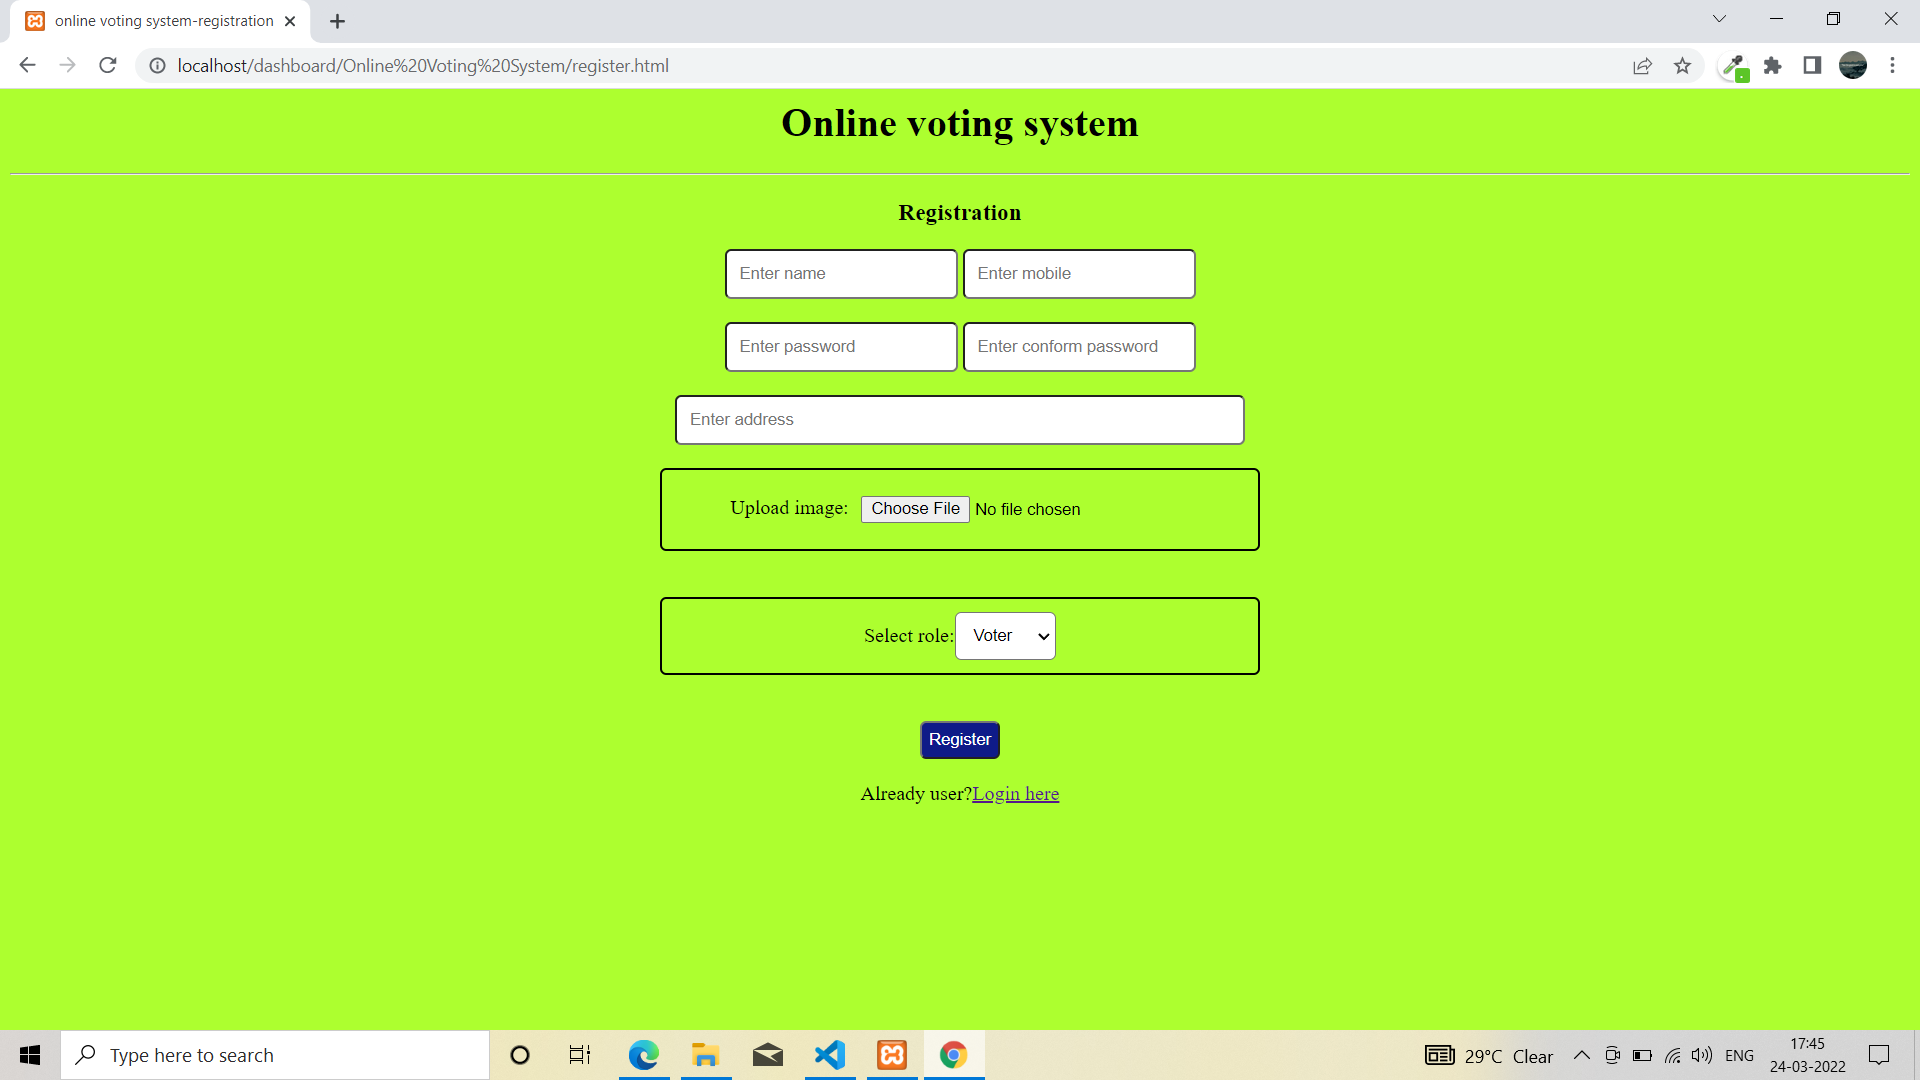 online voting system-registration
localhost/dashboard/Online%20Voting%20System/register.html
Online voting system
Registration
Enter name Enter mobile
Enter password Enter conform password
Enter address
Upload image: Choose File No file chosen
Select role: Voter
Register
Already user?Login here
Type here to search
29°C Clear
ENG
17:45
24-03-2022